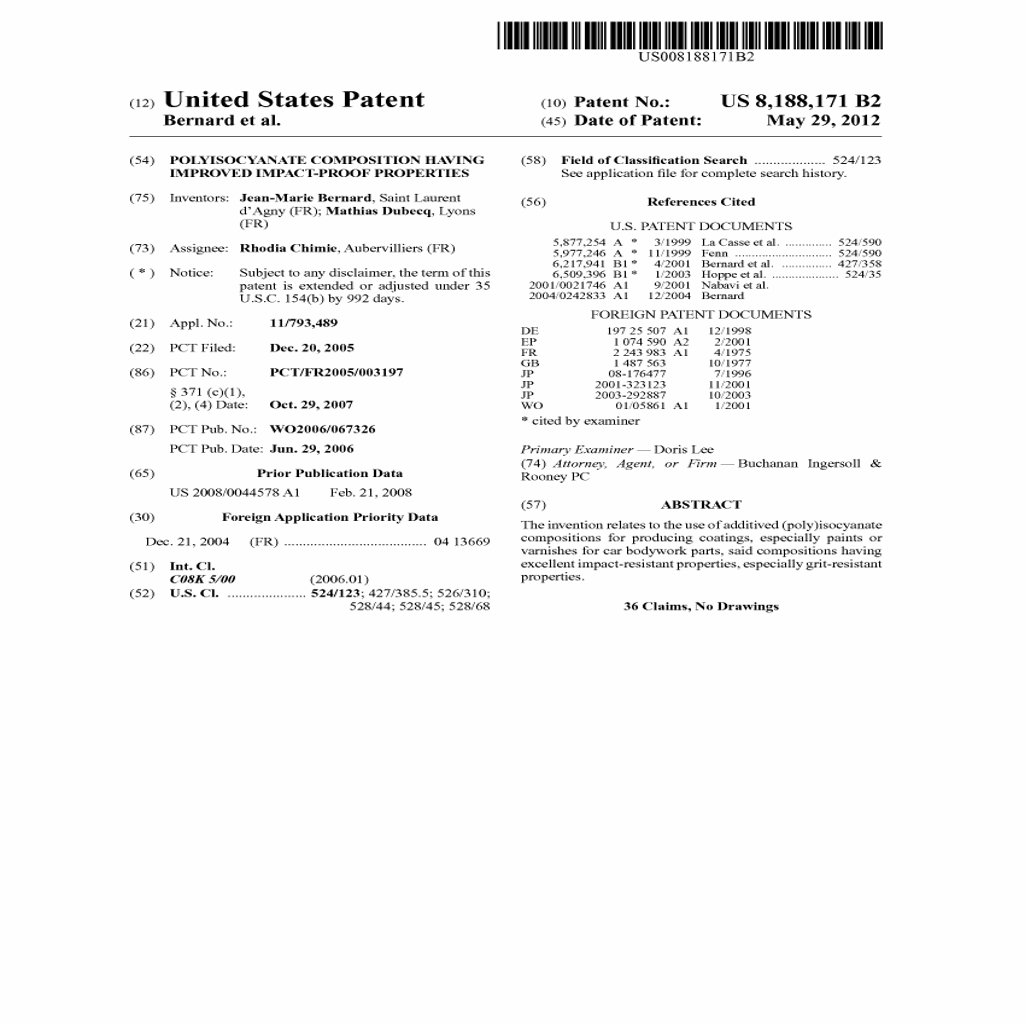 US008188171B2
(12) United States Patent
Bernard et al.
(10) Patent No.: US 8,188,171 B2
(45) Date of Patent: May 29, 2012
(54) POLYISOCYANATE COMPOSITION HAVING
IMPROVED IMPACT-PROOF PROPERTIES
(75) Inventors: Jean-Marie Bernard, Saint Laurent
d'Agny (FR); Mathias Dubecq, Lyons
(FR)
(73) Assignee: Rhodia Chimie, Aubervilliers (FR)
( * ) Notice: Subject to any disclaimer, the term of this
patent is extended or adjusted under 35
U.S.C. 154(b) by 992 days.
(21) Appl. No.: 11/793,489
(22) PCT Filed: Dec. 20, 2005
(86) PCT No.: PCT/FR2005/003197
§ 371 (c)(1),
(2), (4) Date: Oct. 29, 2007
(87) PCT Pub. No.: WO2006/067326
PCT Pub. Date: Jun. 29, 2006
(65) Prior Publication Data
US 2008/0044578 A1 Feb. 21, 2008
(30) Foreign Application Priority Data
Dec. 21, 2004 (FR) ..................................... 04 13669
(51) Int. Cl.
C08K 5/00 (2006.01)
(52) U.S. Cl. ..................... 524/123; 427/385.5; 526/310;
528/44; 528/45; 528/68
(58) Field of Classification Search ................... 524/123
See application file for complete search history.
(56) References Cited
U.S. PATENT DOCUMENTS
5,877,254 A * 3/1999 La Casse et al. ............. 524/590
5,977,246 A * 11/1999 Fenn .......................... 524/590
6,217,941 B1 * 4/2001 Bernard et al. .............. 427/358
6,509,396 B1 * 1/2003 Hoppe et al. ................ 524/35
2001/0021746 A1 9/2001 Nabavi et al.
2004/0242833 A1 12/2004 Bernard
FOREIGN PATENT DOCUMENTS
DE 197 25 507 A1 12/1998
EP 1 074 590 A2 2/2001
FR 2 243 983 A1 4/1975
GB 1 487 563 10/1977
JP 08-176477 7/1996
JP 2001-323123 11/2001
JP 2003-292887 10/2003
WO 01/05861 A1 1/2001
* cited by examiner
Primary Examiner — Doris Lee
(74) Attorney, Agent, or Firm — Buchanan Ingersoll &
Rooney PC
(57) ABSTRACT
The invention relates to the use of additived (poly)isocyanate
compositions for producing coatings, especially paints or
varnishes for car bodywork parts, said compositions having
excellent impact-resistant properties, especially grit-resistant
properties.
36 Claims, No Drawings